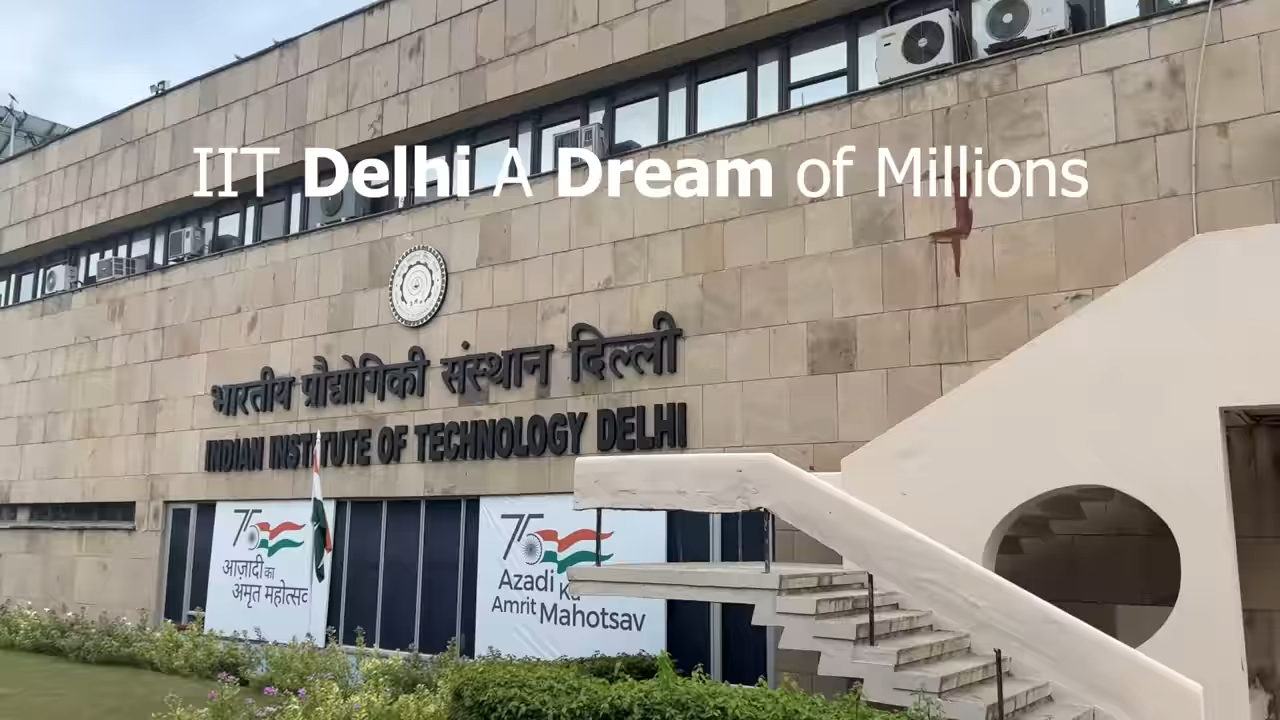 IIT Delhi A Dream of Millions
भारतीय प्रौद्योगिकी संस्थान दिल्ली
INDIAN INSTITUTE OF TECHNOLOGY DELHI
75
आज़ादी का
अमृत महोत्सव
75
Azadi Ka
Amrit Mahotsav